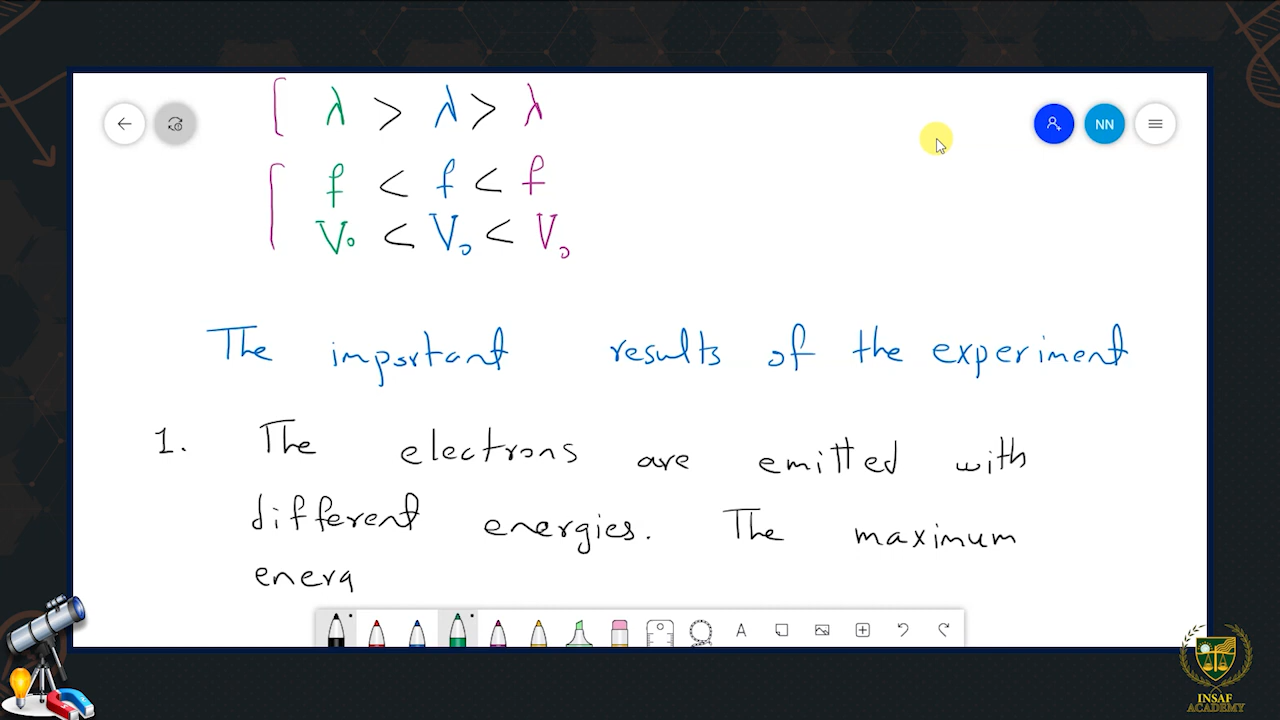 λ > λ > λ
f < f < f
V₀ < V₀ < V₀
The important results of the experiment
1. The electrons are emitted with
different energies. The maximum
energ
NN
A
INSAF
ACADEMY